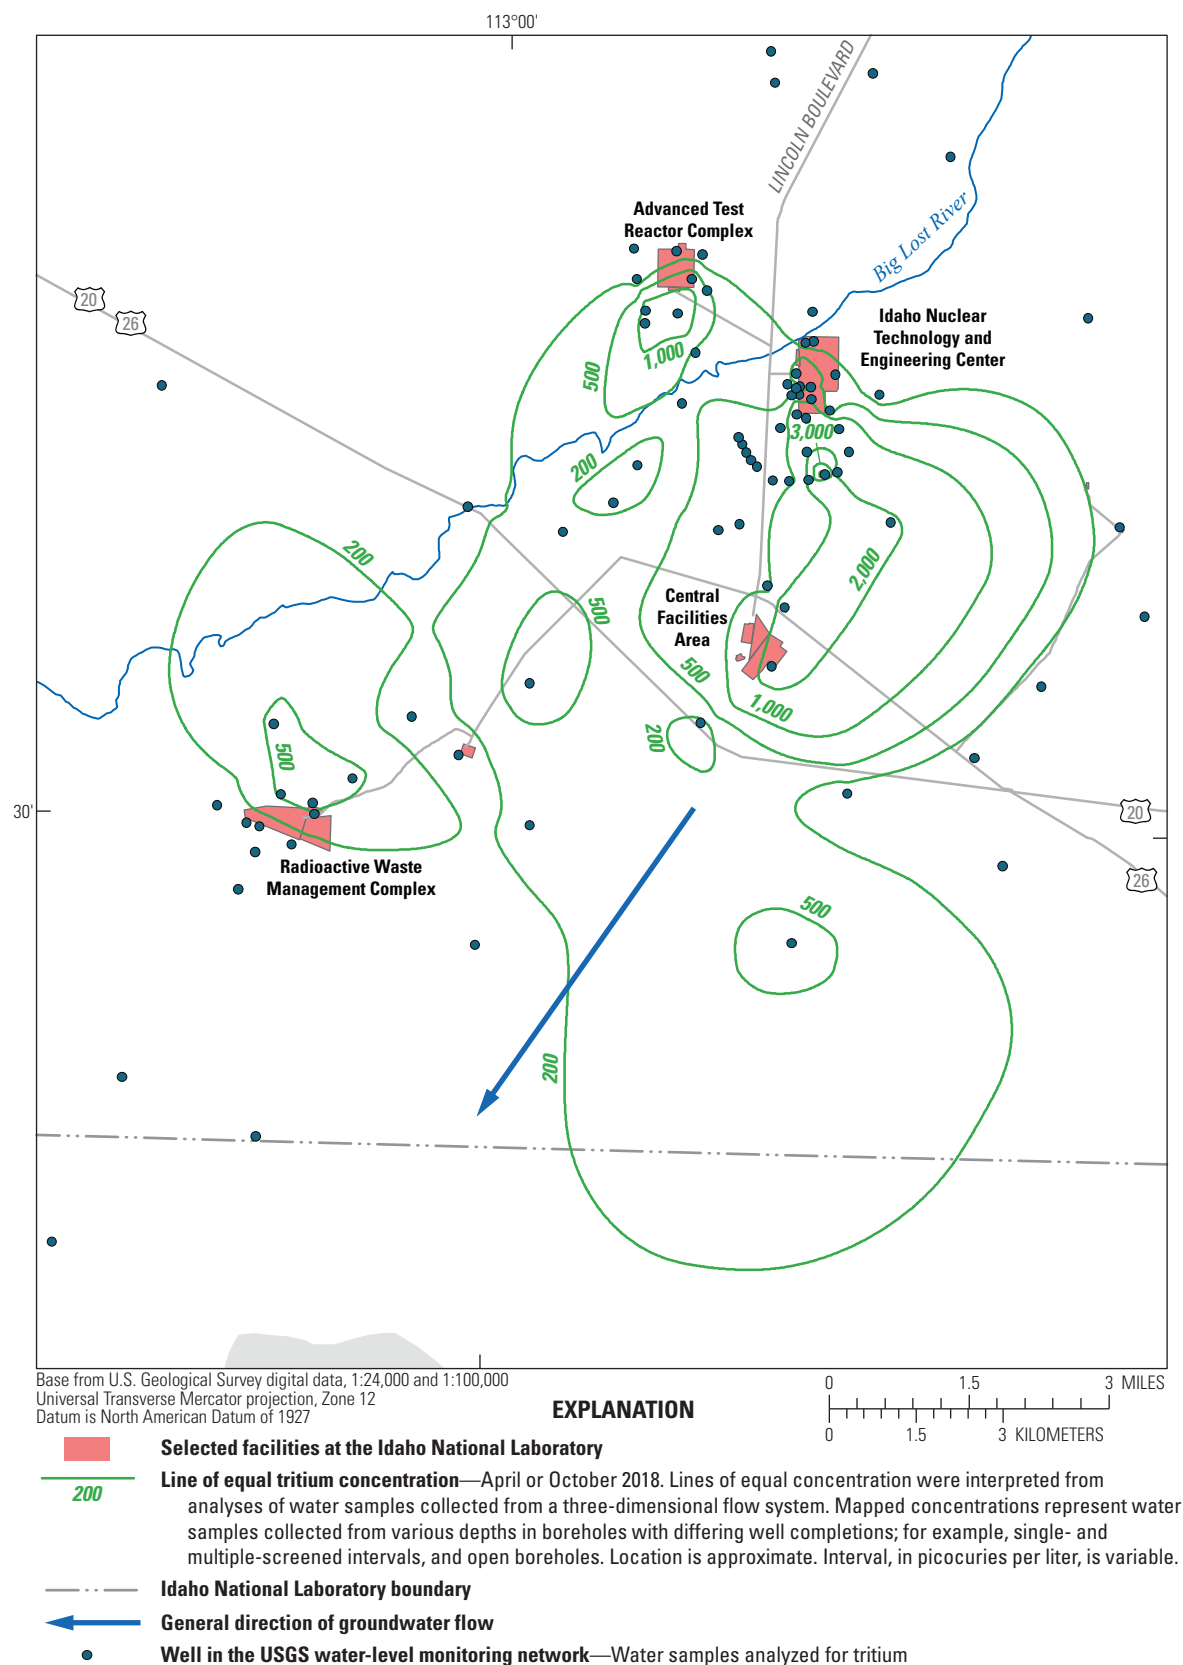 113°00'
LINCOLN BOULEVARD
Advanced Test
Reactor Complex
Big Lost River
20
26
Idaho Nuclear
Technology and
Engineering Center
1,000
500
3,000
200
2,000
200
500
Central
Facilities
Area
500
1,000
200
500
30'
20
26
Radioactive Waste
Management Complex
500
200
Base from U.S. Geological Survey digital data, 1:24,000 and 1:100,000
Universal Transverse Mercator projection, Zone 12
Datum is North American Datum of 1927
0 1.5 3 MILES
0 1.5 3 KILOMETERS
EXPLANATION
Selected facilities at the Idaho National Laboratory
200
Line of equal tritium concentration—April or October 2018. Lines of equal concentration were interpreted from
analyses of water samples collected from a three-dimensional flow system. Mapped concentrations represent water
samples collected from various depths in boreholes with differing well completions; for example, single- and
multiple-screened intervals, and open boreholes. Location is approximate. Interval, in picocuries per liter, is variable.
Idaho National Laboratory boundary
General direction of groundwater flow
Well in the USGS water-level monitoring network—Water samples analyzed for tritium